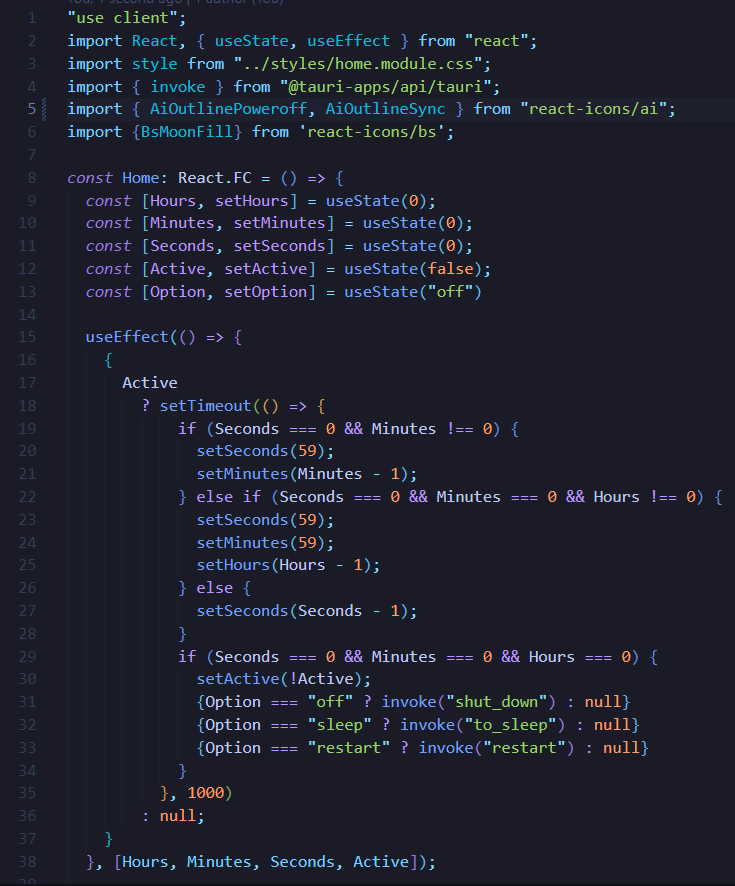 You, 1 second ago | 1 author (You)
1 "use client";
2 import React, { useState, useEffect } from "react";
3 import style from "../styles/home.module.css";
4 import { invoke } from "@tauri-apps/api/tauri";
5 import { AiOutlinePoweroff, AiOutlineSync } from "react-icons/ai";
6 import {BsMoonFill} from 'react-icons/bs';
7
8 const Home: React.FC = () => {
9 const [Hours, setHours] = useState(0);
10 const [Minutes, setMinutes] = useState(0);
11 const [Seconds, setSeconds] = useState(0);
12 const [Active, setActive] = useState(false);
13 const [Option, setOption] = useState("off")
14
15 useEffect(() => {
16 {
17 Active
18 ? setTimeout(() => {
19 if (Seconds === 0 && Minutes !== 0) {
20 setSeconds(59);
21 setMinutes(Minutes - 1);
22 } else if (Seconds === 0 && Minutes === 0 && Hours !== 0) {
23 setSeconds(59);
24 setMinutes(59);
25 setHours(Hours - 1);
26 } else {
27 setSeconds(Seconds - 1);
28 }
29 if (Seconds === 0 && Minutes === 0 && Hours === 0) {
30 setActive(!Active);
31 {Option === "off" ? invoke("shut_down") : null}
32 {Option === "sleep" ? invoke("to_sleep") : null}
33 {Option === "restart" ? invoke("restart") : null}
34 }
35 }, 1000)
36 : null;
37 }
38 }, [Hours, Minutes, Seconds, Active]);
39